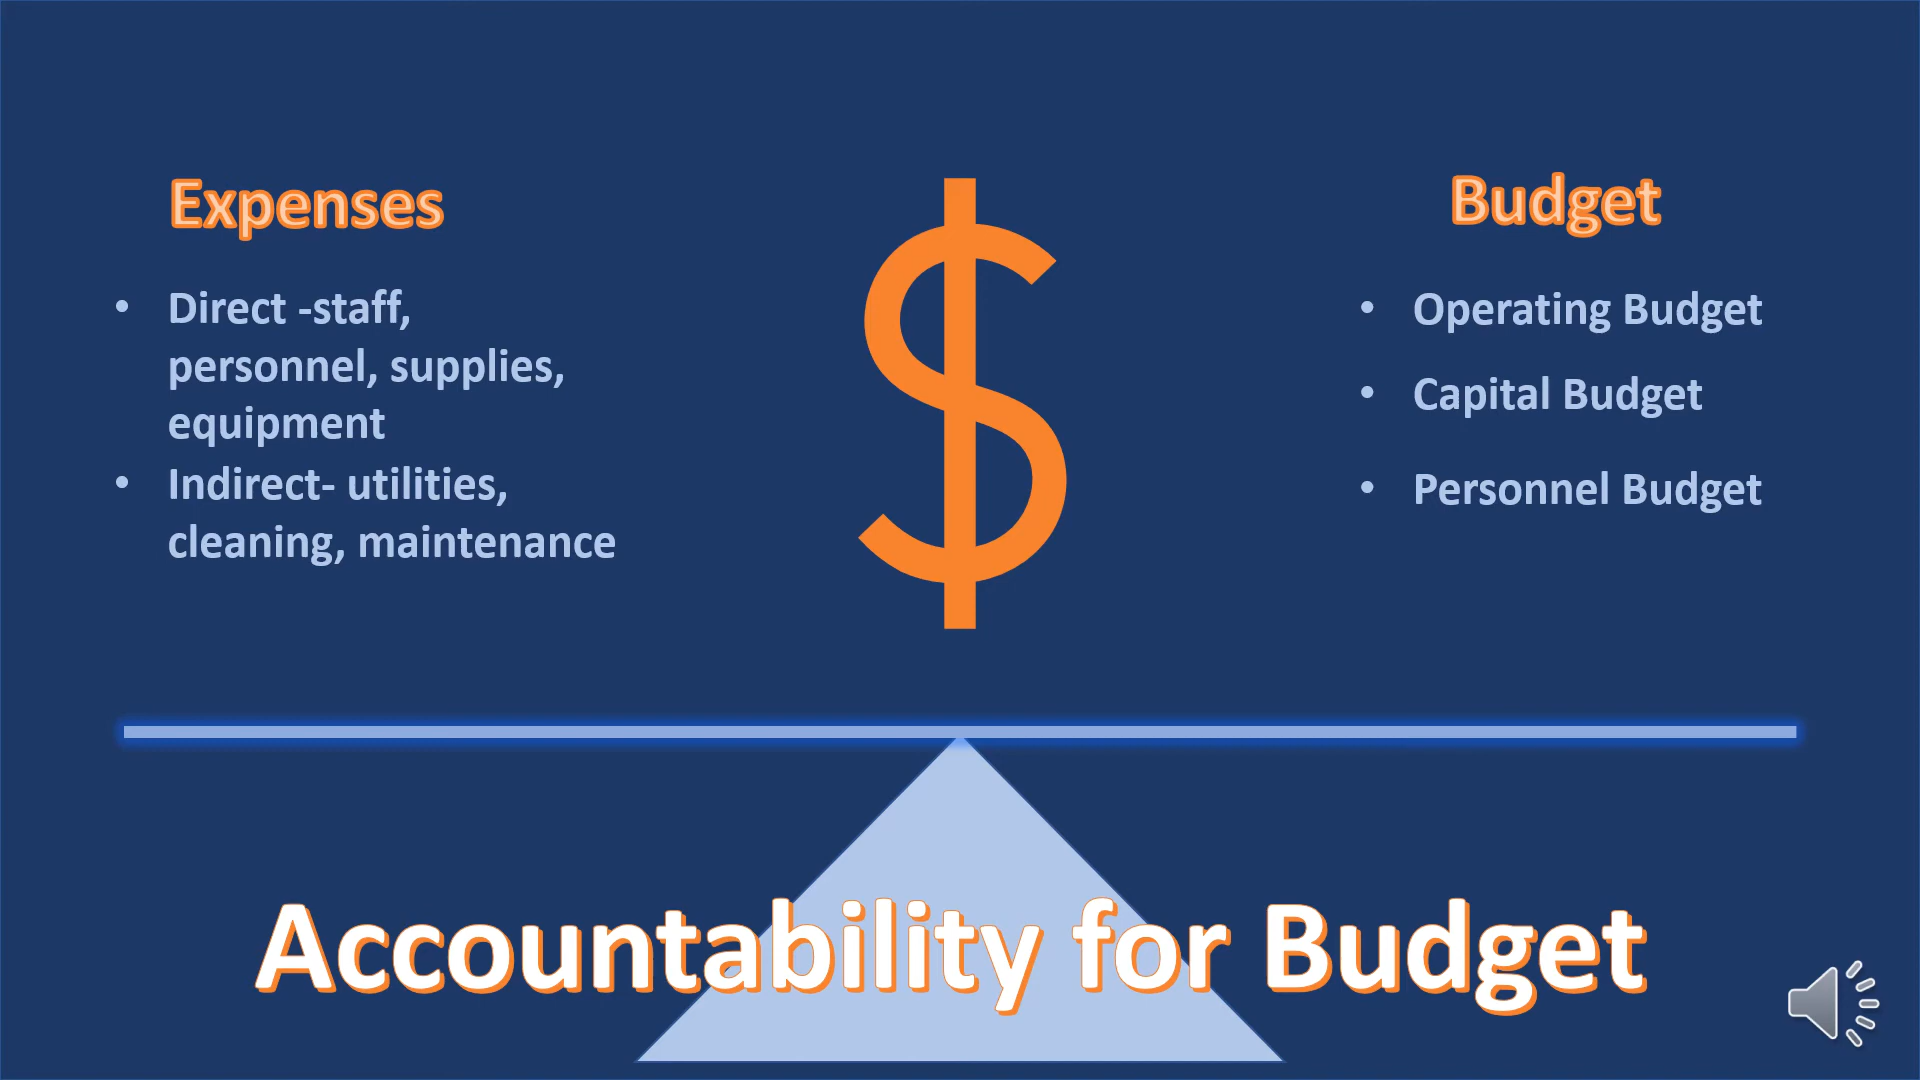 Expenses
• Direct -staff,
personnel, supplies,
equipment
• Indirect- utilities,
cleaning, maintenance
$
Budget
• Operating Budget
• Capital Budget
• Personnel Budget
Accountability for Budget